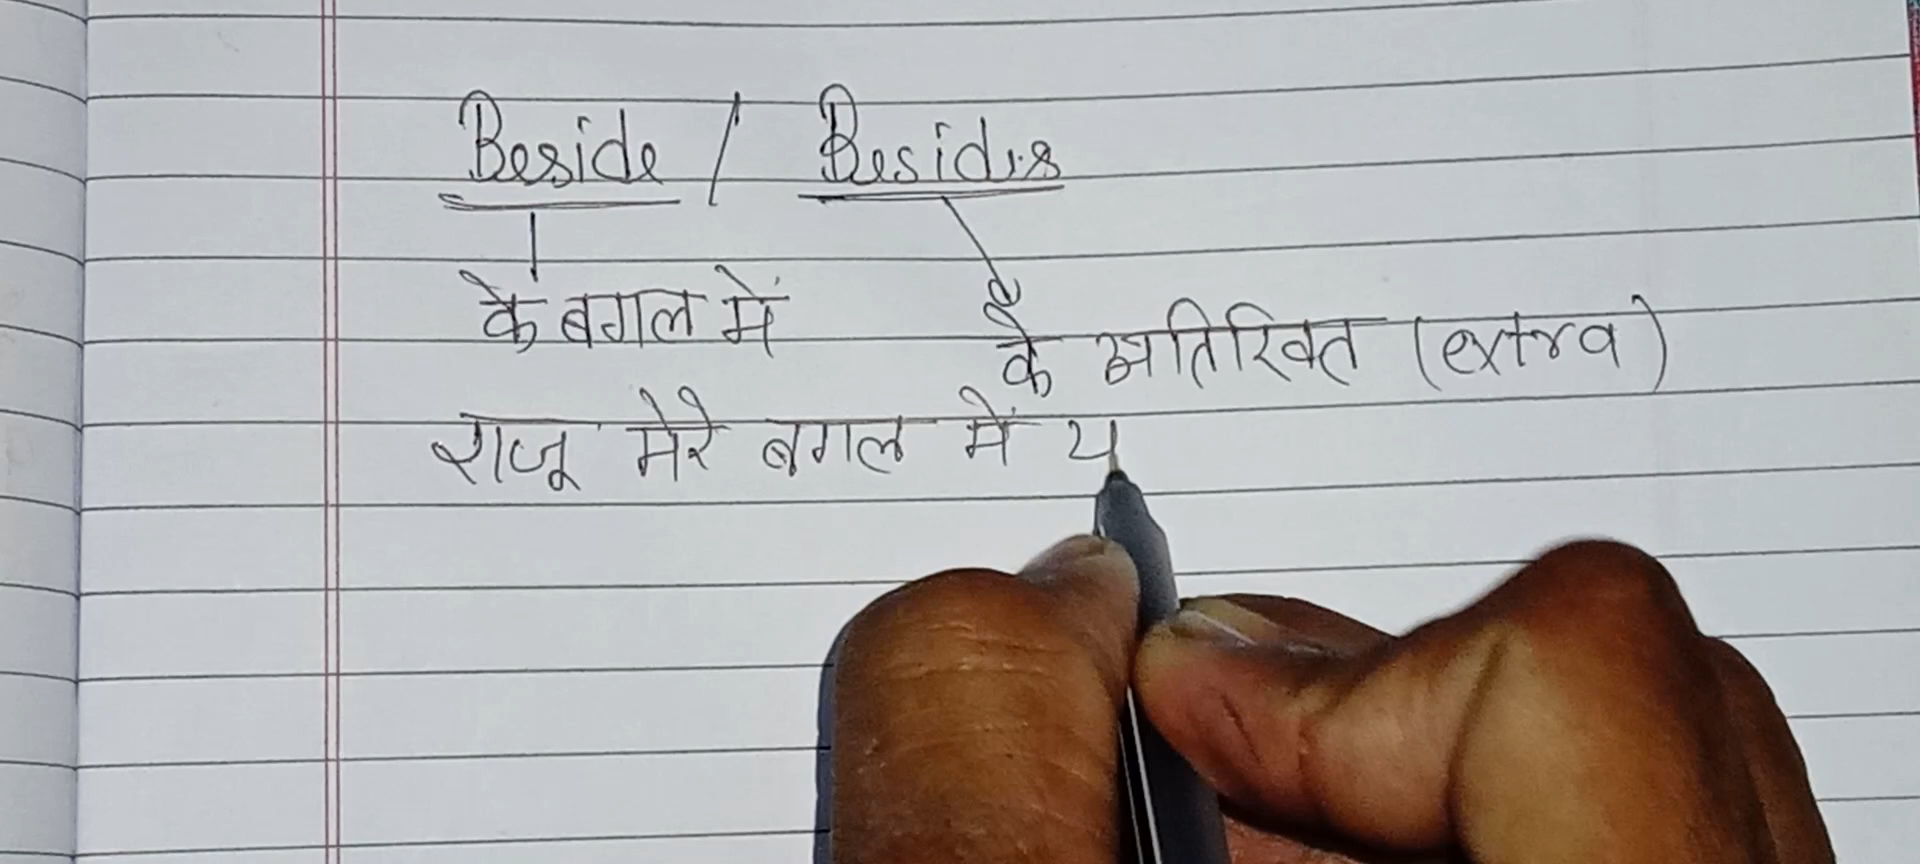 Beside / Besides
के बगल में
के अतिरिक्त (extra)
राजू मेरे बगल में